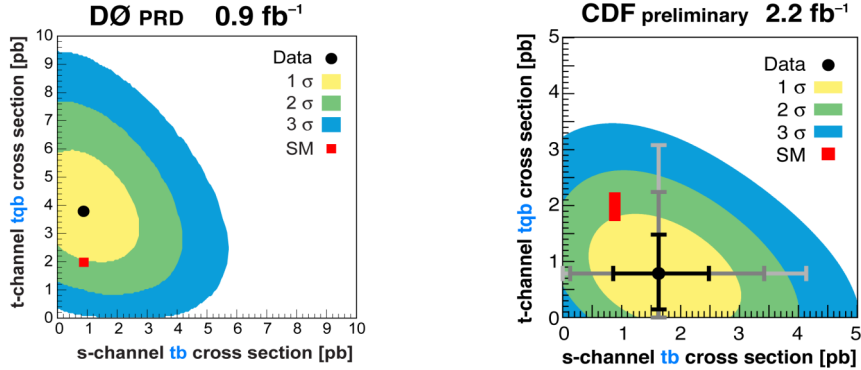 DØ PRD 0.9 fb⁻¹
t-channel tqb cross section [pb]
10
9
8
7
6
5
4
3
2
1
0
Data
1 σ
2 σ
3 σ
SM
0 1 2 3 4 5 6 7 8 9 10
s-channel tb cross section [pb]
CDF preliminary 2.2 fb⁻¹
t-channel tqb cross section [pb]
5
4
3
2
1
0
Data
1 σ
2 σ
3 σ
SM
0 1 2 3 4 5
s-channel tb cross section [pb]